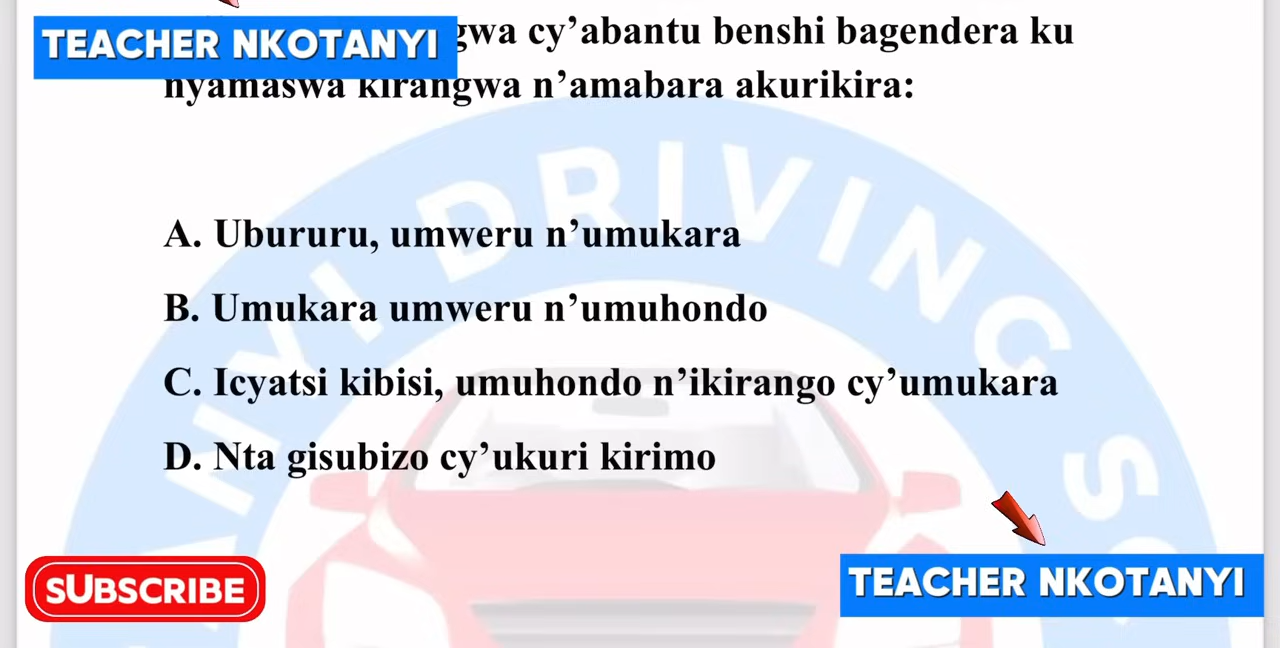 TEACHER NKOTANYI
cy’abantu benshi bagendera ku
nyamaswa kirangwa n’amabara akurikira:
DRIVING
A. Ubururu, umweru n’umukara
B. Umukara umweru n’umuhondo
C. Icyatsi kibisi, umuhondo n’ikirango cy’umukara
D. Nta gisubizo cy’ukuri kirimo
SUBSCRIBE
TEACHER NKOTANYI